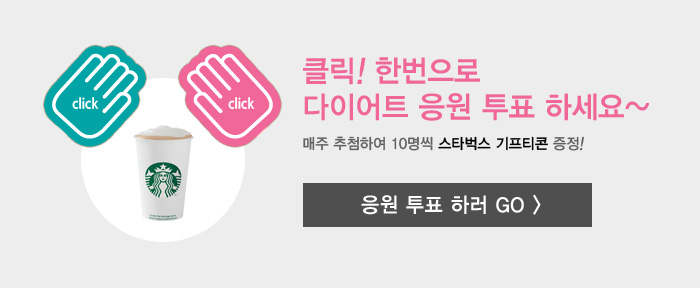 click
click
클릭! 한번으로
다이어트 응원 투표 하세요~
매주 추첨하여 10명씩 스타벅스 기프티콘 증정!
응원 투표 하러 GO 〉